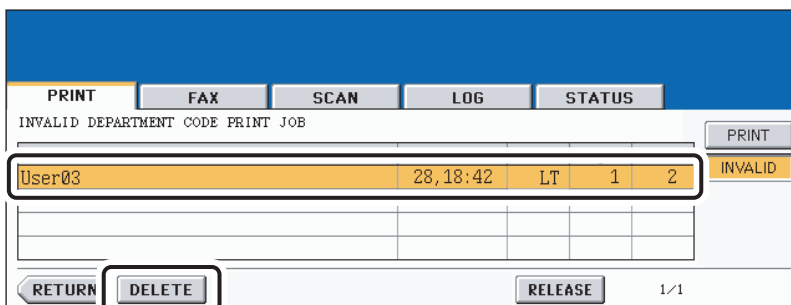 PRINT FAX SCAN LOG STATUS
INVALID DEPARTMENT CODE PRINT JOB
PRINT
User03 28,18:42 LT 1 2
INVALID
RETURN DELETE RELEASE 1/1